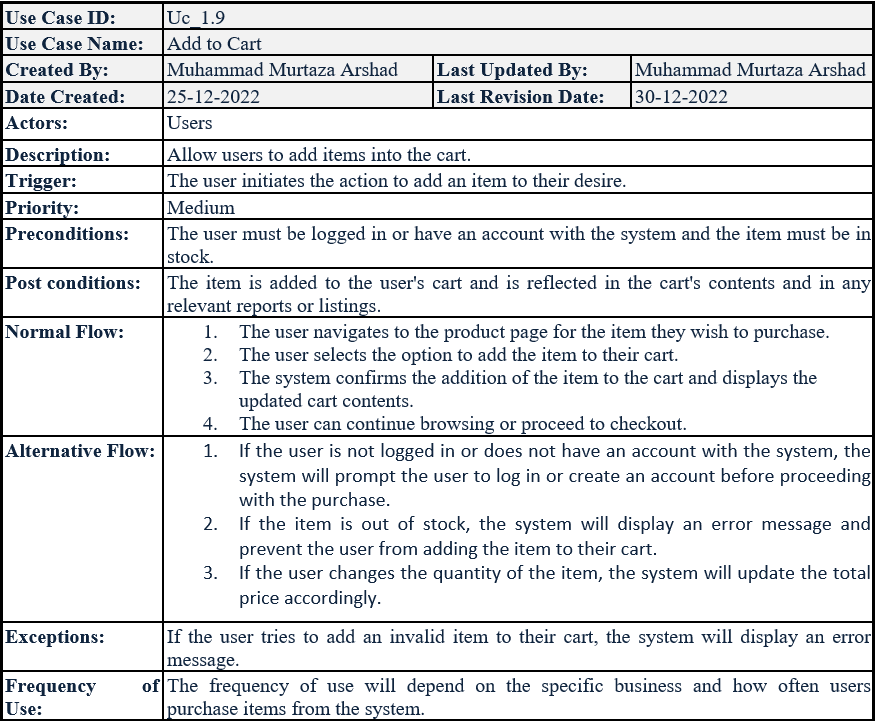 Use Case ID: Uc_1.9
Use Case Name: Add to Cart
Created By: Muhammad Murtaza Arshad Last Updated By: Muhammad Murtaza Arshad
Date Created: 25-12-2022 Last Revision Date: 30-12-2022
Actors: Users
Description: Allow users to add items into the cart.
Trigger: The user initiates the action to add an item to their desire.
Priority: Medium
Preconditions: The user must be logged in or have an account with the system and the item must be in
stock.
Post conditions: The item is added to the user's cart and is reflected in the cart's contents and in any
relevant reports or listings.
Normal Flow: 1. The user navigates to the product page for the item they wish to purchase.
2. The user selects the option to add the item to their cart.
3. The system confirms the addition of the item to the cart and displays the
updated cart contents.
4. The user can continue browsing or proceed to checkout.
Alternative Flow: 1. If the user is not logged in or does not have an account with the system, the
system will prompt the user to log in or create an account before proceeding
with the purchase.
2. If the item is out of stock, the system will display an error message and
prevent the user from adding the item to their cart.
3. If the user changes the quantity of the item, the system will update the total
price accordingly.
Exceptions: If the user tries to add an invalid item to their cart, the system will display an error
message.
Frequency of Use: The frequency of use will depend on the specific business and how often users
purchase items from the system.